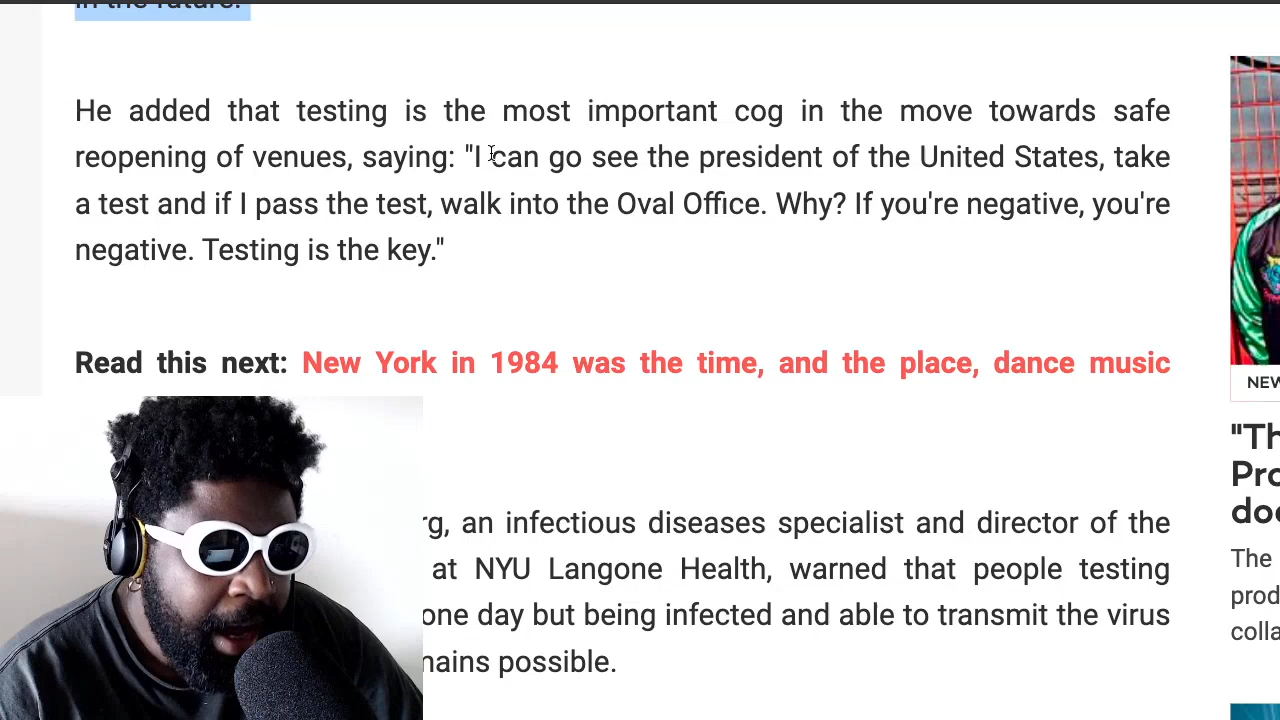 in the future.
He added that testing is the most important cog in the move towards safe
reopening of venues, saying: "I can go see the president of the United States, take
a test and if I pass the test, walk into the Oval Office. Why? If you're negative, you're
negative. Testing is the key."
Read this next: New York in 1984 was the time, and the place, dance music
rg, an infectious diseases specialist and director of the
at NYU Langone Health, warned that people testing
one day but being infected and able to transmit the virus
mains possible.
NEW
"Th
Pro
doc
The
prod
colla